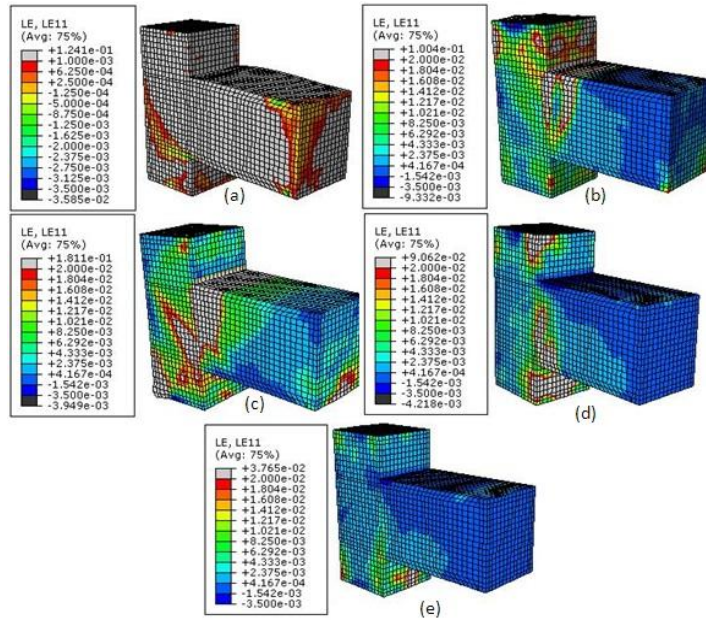 LE, LE11
(Avg: 75%)
+1.241e-01
+1.000e-03
+6.250e-04
+2.500e-04
-1.250e-04
-5.000e-04
-8.750e-04
-1.250e-03
-1.625e-03
-2.000e-03
-2.375e-03
-2.750e-03
-3.125e-03
-3.500e-03
-3.585e-02
(a)
LE, LE11
(Avg: 75%)
+1.004e-01
+2.000e-02
+1.804e-02
+1.608e-02
+1.412e-02
+1.217e-02
+1.021e-02
+8.250e-03
+6.292e-03
+4.333e-03
+2.375e-03
+4.167e-04
-1.542e-03
-3.500e-03
-9.332e-03
(b)
LE, LE11
(Avg: 75%)
+1.811e-01
+2.000e-02
+1.804e-02
+1.608e-02
+1.412e-02
+1.217e-02
+1.021e-02
+8.250e-03
+6.292e-03
+4.333e-03
+2.375e-03
+4.167e-04
-1.542e-03
-3.500e-03
-3.949e-03
(c)
LE, LE11
(Avg: 75%)
+9.062e-02
+2.000e-02
+1.804e-02
+1.608e-02
+1.412e-02
+1.217e-02
+1.021e-02
+8.250e-03
+6.292e-03
+4.333e-03
+2.375e-03
+4.167e-04
-1.542e-03
-3.500e-03
-4.218e-03
(d)
LE, LE11
(Avg: 75%)
+3.765e-02
+2.000e-02
+1.804e-02
+1.608e-02
+1.412e-02
+1.217e-02
+1.021e-02
+8.250e-03
+6.292e-03
+4.333e-03
+2.375e-03
+4.167e-04
-1.542e-03
-3.500e-03
(e)